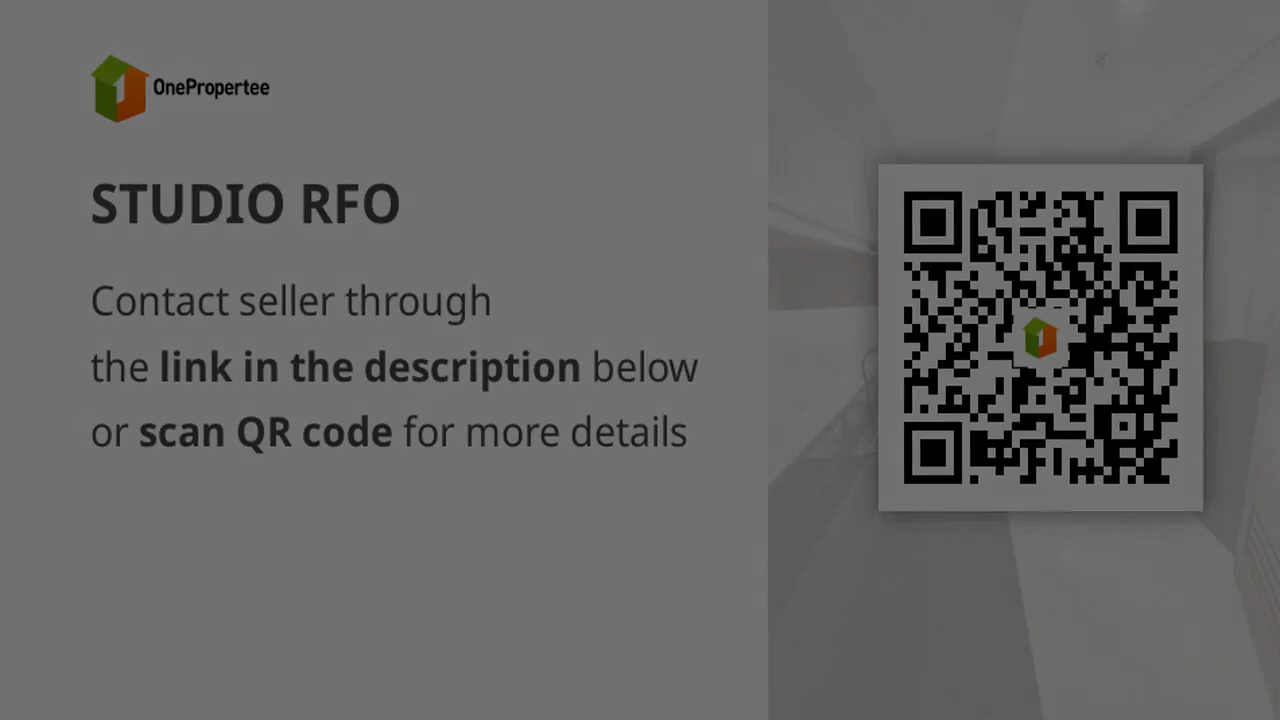 OnePropertee
STUDIO RFO
Contact seller through
the link in the description below
or scan QR code for more details